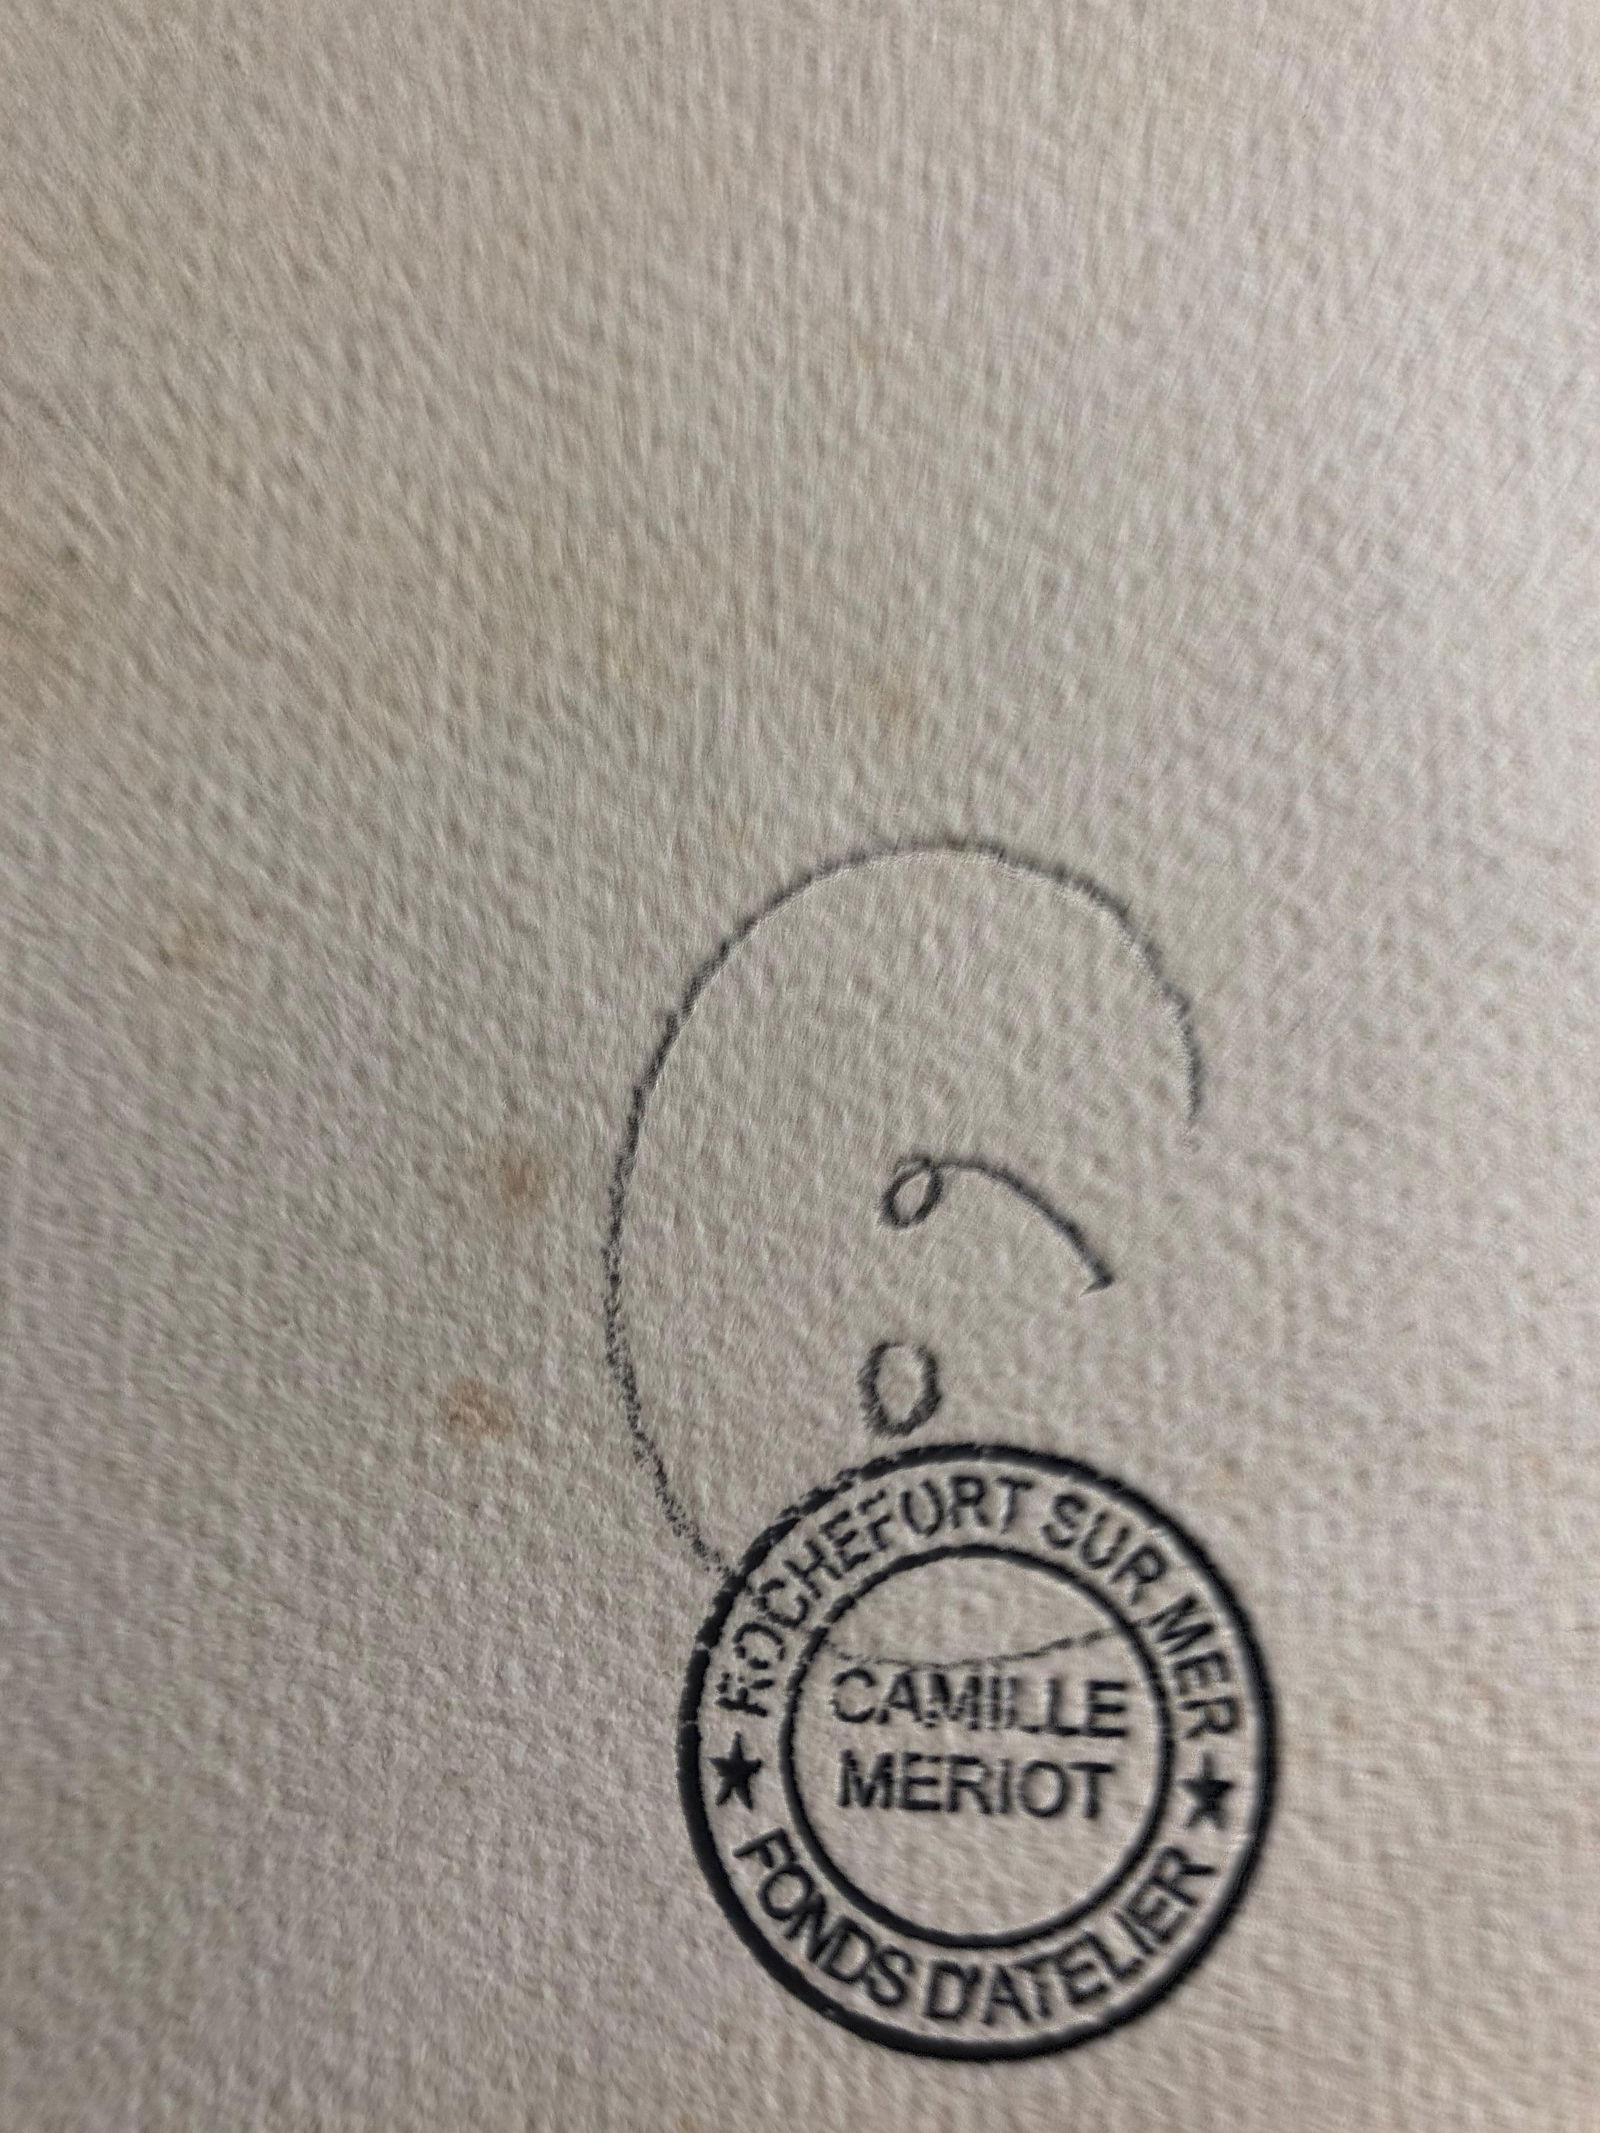 ROCHEFORT SUR MER
CAMILLE
MERIOT
FONDS D'ATELIER